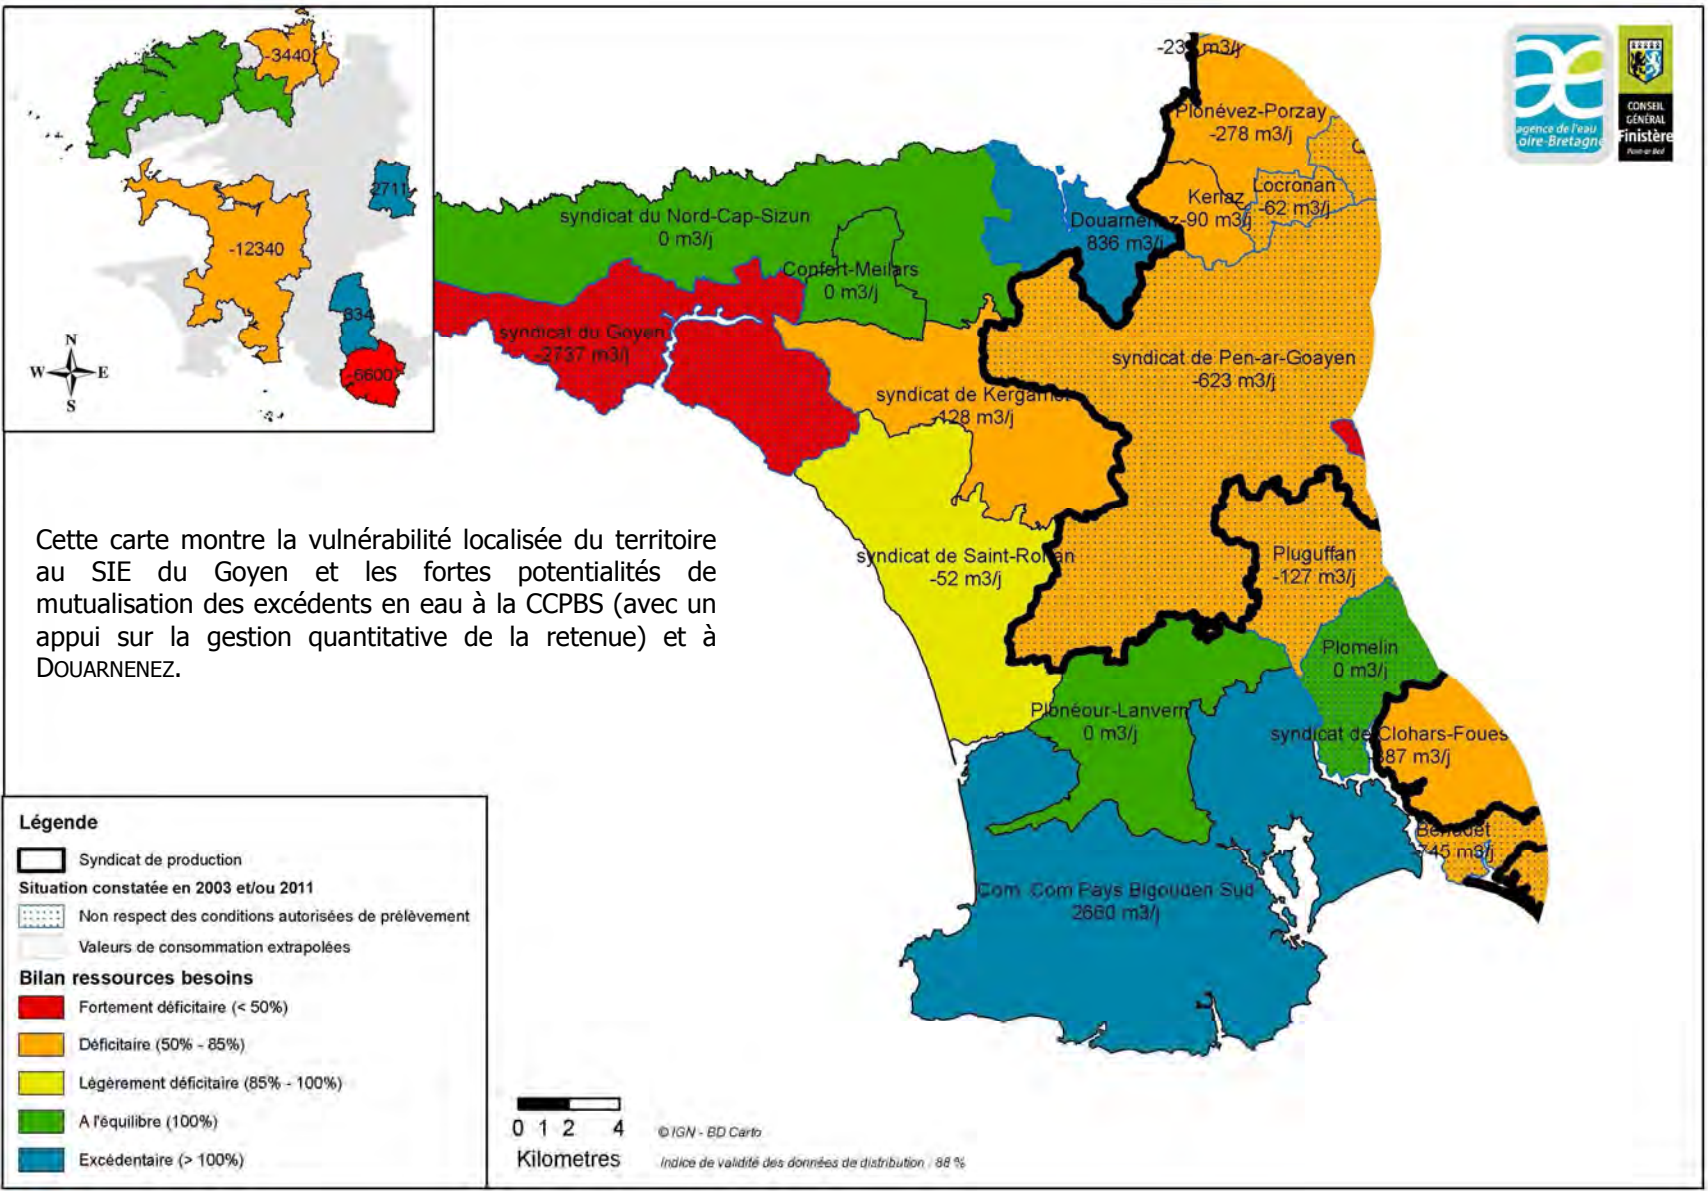 -3440
2711
-12340
834
-6600
N
W
E
S
m3/j
Plonévez-Porzay
-278 m3/j
Kerlaz
-90 m3/j
Locronan
-62 m3/j
agence de l'eau
Loire-Bretagne
CONSEIL
GÉNÉRAL
Finistère
Penn-ar-Bed
syndicat du Nord-Cap-Sizun
0 m3/j
836 m3/j
Confort-Meilars
0 m3/j
syndicat du Goyen
-2737 m3/j
syndicat de Pen-ar-Goayen
-623 m3/j
syndicat de
128 m3/j
syndicat de
-52 m3/j
Pluguffan
-127 m3/j
Plomelin
0 m3/j
Plonéour-Lanvern
0 m3/j
syndicat de Clohars-Foues
87 m3/j
Bénodet
-745 m3/j
Com Com Pays Bigouden Sud
2660 m3/j
Cette carte montre la vulnérabilité localisée du territoire
au SIE du Goyen et les fortes potentialités de
mutualisation des excédents en eau à la CCPBS (avec un
appui sur la gestion quantitative de la retenue) et à
DOUARNENEZ.
Légende
Syndicat de production
Situation constatée en 2003 et/ou 2011
Non respect des conditions autorisées de prélèvement
Valeurs de consommation extrapolées
Bilan ressources besoins
Fortement déficitaire (< 50%)
Déficitaire (50% - 85%)
Légèrement déficitaire (85% - 100%)
A l'équilibre (100%)
Excédentaire (> 100%)
0 1 2 4
Kilometres
© IGN - BD Carto
Indice de validité des données de distribution : 88 %